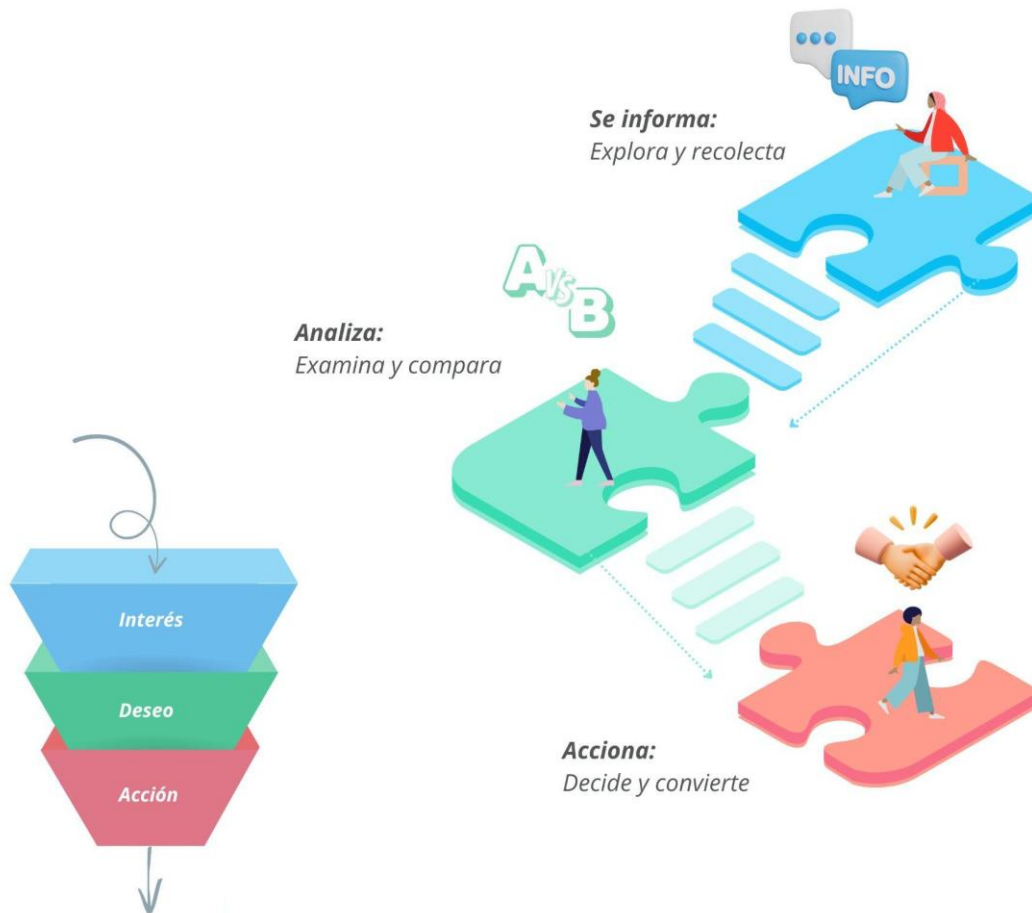 INFO
Se informa:
Explora y recolecta
A VS B
Analiza:
Examina y compara
Interés
Deseo
Acción
Acciona:
Decide y convierte